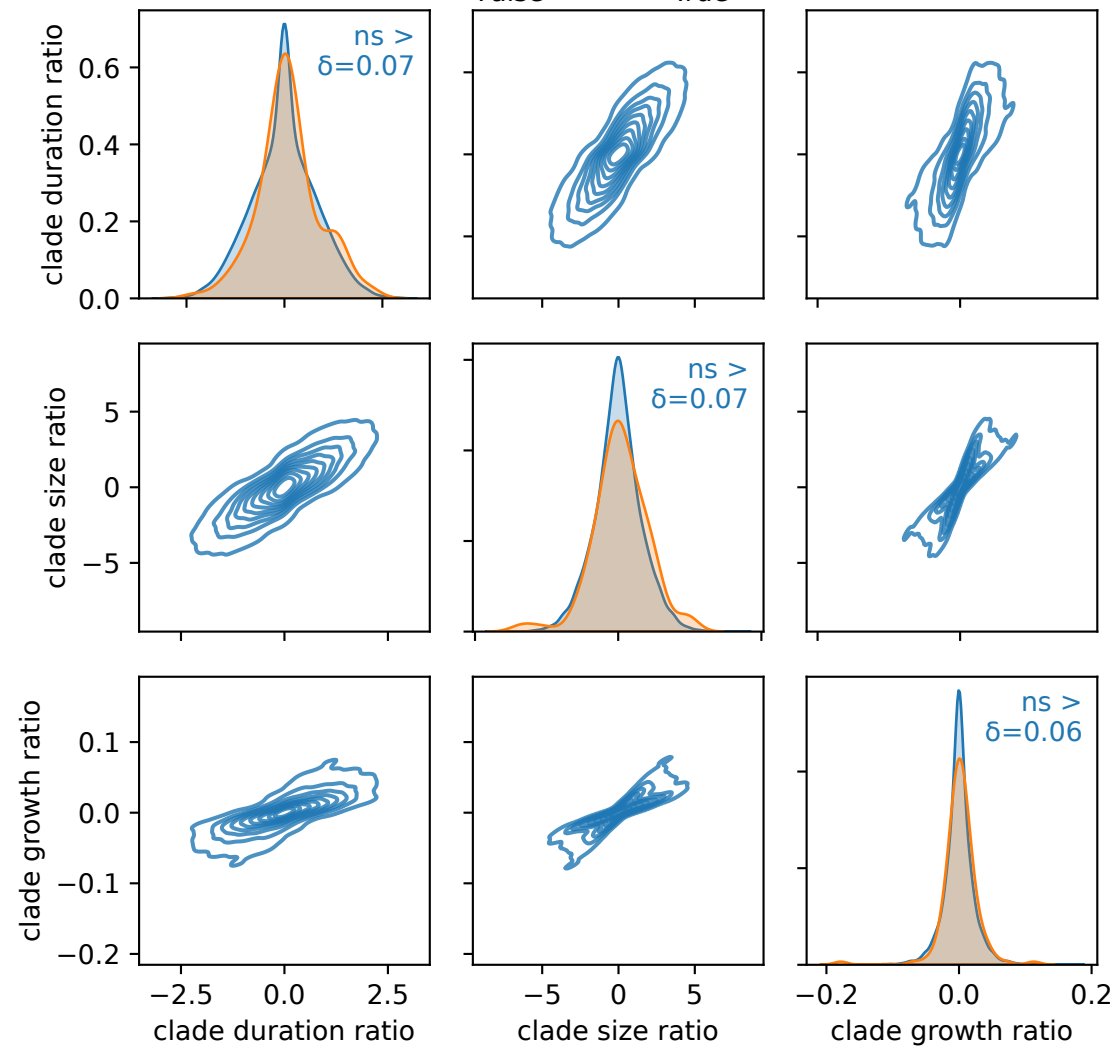 ns >
δ=0.07
clade duration ratio
0.6
0.4
0.2
0.0
ns >
δ=0.07
clade size ratio
5
0
−5
ns >
δ=0.06
clade growth ratio
0.1
0.0
−0.1
−0.2
−2.5 0.0 2.5
−5 0 5
−0.2 0.0 0.2
clade duration ratio
clade size ratio
clade growth ratio